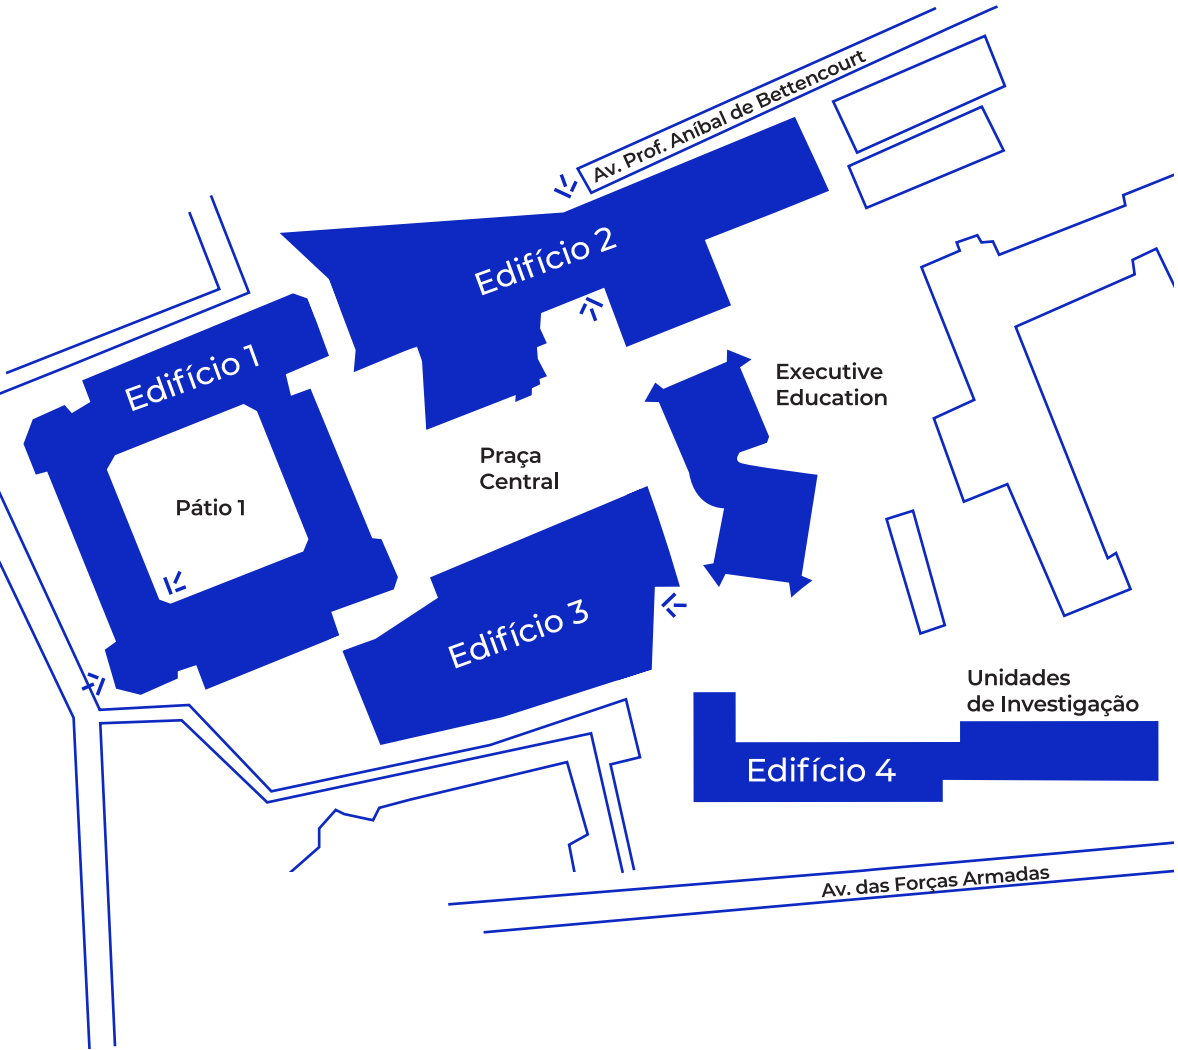 Av. Prof. Aníbal de Bettencourt
Edifício 2
Edifício 1
Executive
Education
Praça
Central
Pátio 1
Edifício 3
Unidades
de Investigação
Edifício 4
Av. das Forças Armadas